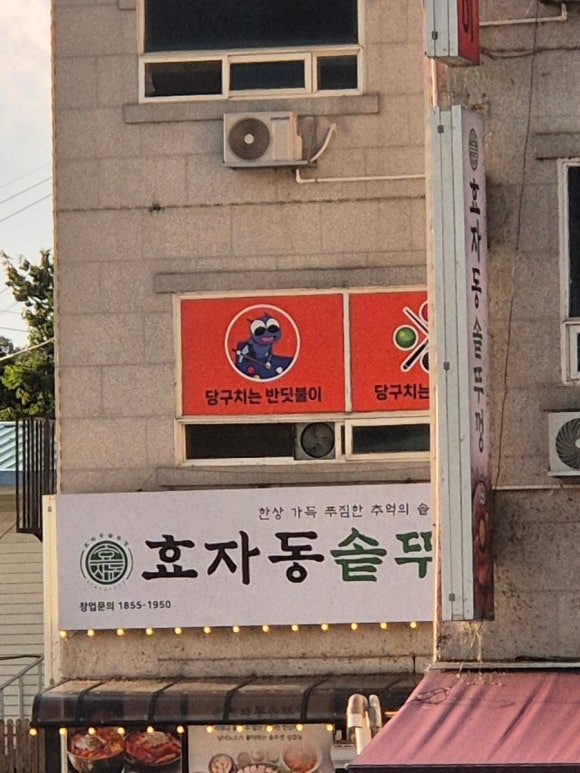 당구치는 반딧불이
당구치는
한상 가득 푸짐한 추억의 솥
효자동솥뚜
창업문의 1855-1950
효자동솥뚜껑